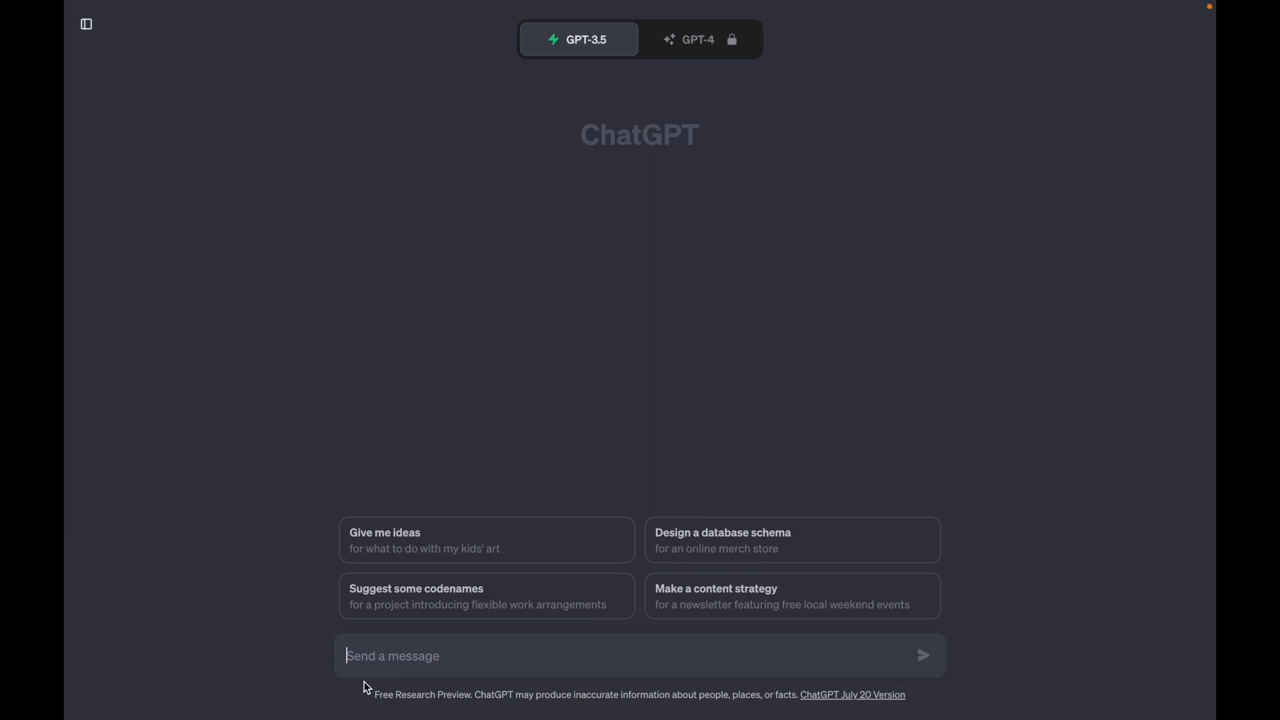 GPT-3.5 GPT-4
ChatGPT
Give me ideas
for what to do with my kids' art
Design a database schema
for an online merch store
Suggest some codenames
for a project introducing flexible work arrangements
Make a content strategy
for a newsletter featuring free local weekend events
Send a message
Free Research Preview. ChatGPT may produce inaccurate information about people, places, or facts. ChatGPT July 20 Version